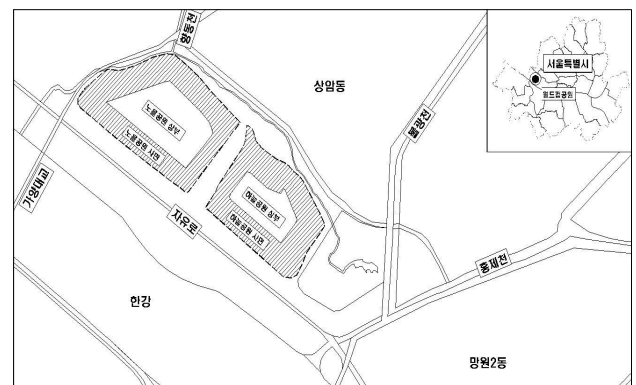 향동천
상암동
서울특별시
월드컵공원
노을공원 상부
노을공원 사면
불광천
가양대교
하늘공원 상부
하늘공원 사면
자유로
홍제천
한강
망원2동